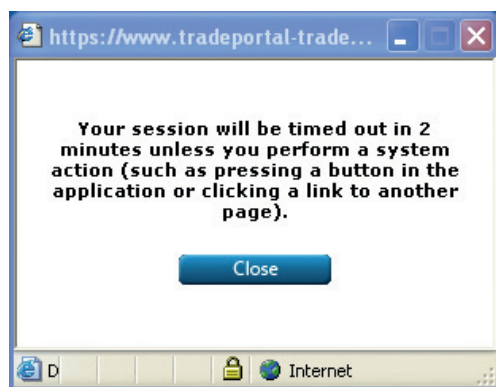 https://www.tradeportal-trade...
Your session will be timed out in 2
minutes unless you perform a system
action (such as pressing a button in the
application or clicking a link to another
page).
Close
D Internet